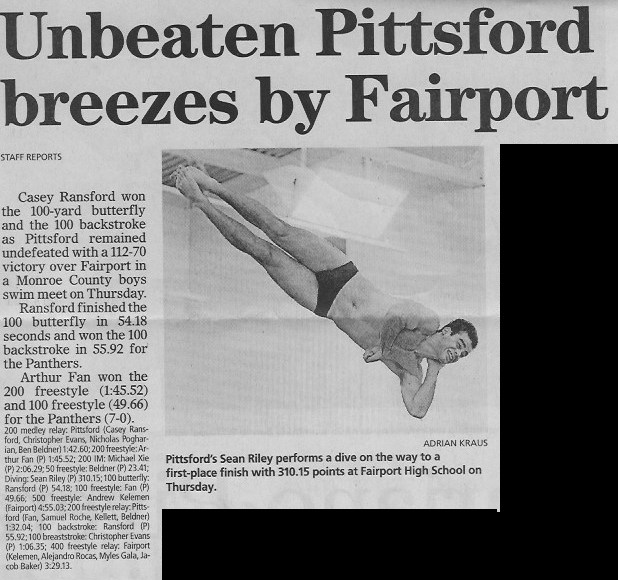 Unbeaten Pittsford
breezes by Fairport
STAFF REPORTS
Casey Ransford won
the 100-yard butterfly
and the 100 backstroke
as Pittsford remained
undefeated with a 112-70
victory over Fairport in
a Monroe County boys
swim meet on Thursday.
Ransford finished the
100 butterfly in 54.18
seconds and won the 100
backstroke in 55.92 for
the Panthers.
Arthur Fan won the
200 freestyle (1:45.52)
and 100 freestyle (49.66)
for the Panthers (7-0).
200 medley relay: Pittsford (Casey Rans-
ford, Christopher Evans, Nicholas Poghar-
ian, Ben Beldner) 1:42.60; 200 freestyle: Ar-
thur Fan (P) 1:45.52; 200 IM: Michael Xie
(P) 2:06.29; 50 freestyle: Beldner (P) 23.41;
Diving: Sean Riley (P) 310.15; 100 butterfly:
Ransford (P) 54.18; 100 freestyle: Fan (P)
49.66; 500 freestyle: Andrew Kelemen
(Fairport) 4:55.03; 200 freestyle relay: Pitts-
ford (Fan, Samuel Roche, Kellett, Beldner)
1:32.04; 100 backstroke: Ransford (P)
55.92; 100 breaststroke: Christopher Evans
(P) 1:06.35; 400 freestyle relay: Fairport
(Kelemen, Alejandro Rocas, Myles Gala, Ja-
cob Baker) 3:29.13.
ADRIAN KRAUS
Pittsford's Sean Riley performs a dive on the way to a
first-place finish with 310.15 points at Fairport High School on
Thursday.